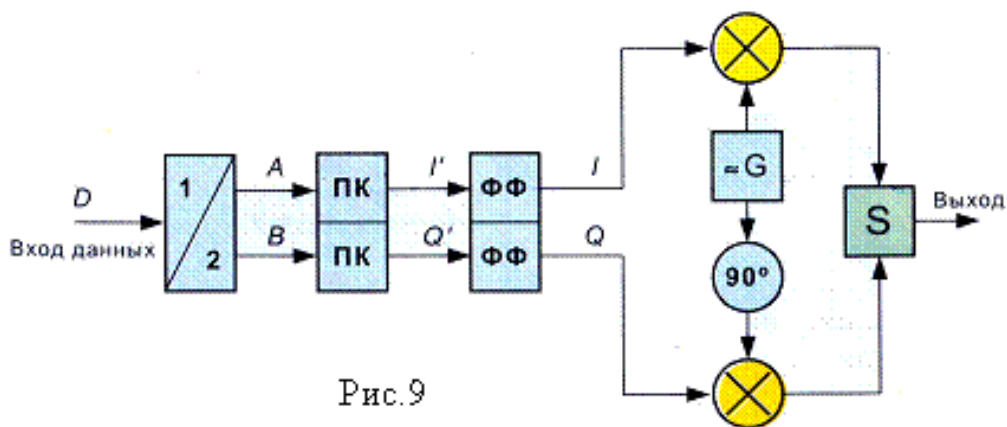 D
Вход данных
1
2
A
B
ПК
ПК
I'
Q'
ФФ
ФФ
I
Q
≈G
90°
S
Выход
Рис.9